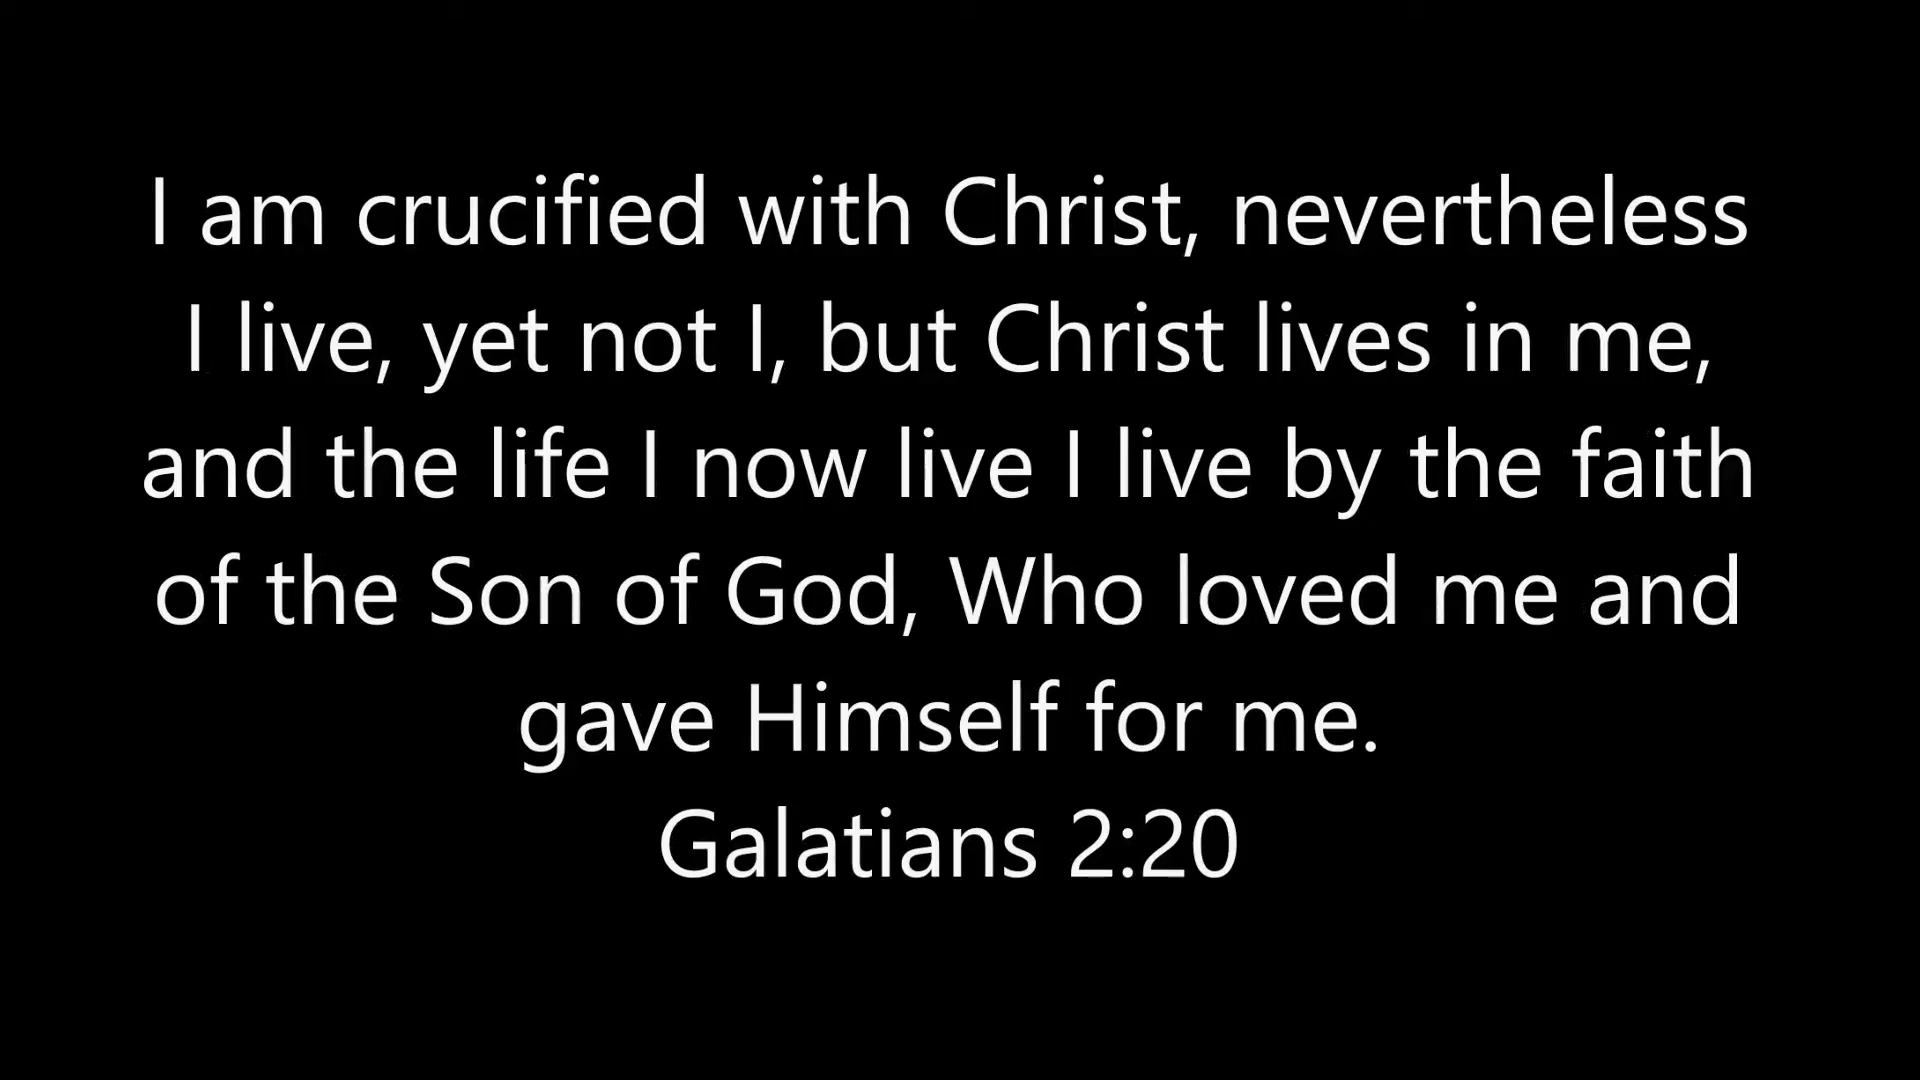 I am crucified with Christ, nevertheless
I live, yet not I, but Christ lives in me,
and the life I now live I live by the faith
of the Son of God, Who loved me and
gave Himself for me.
Galatians 2:20